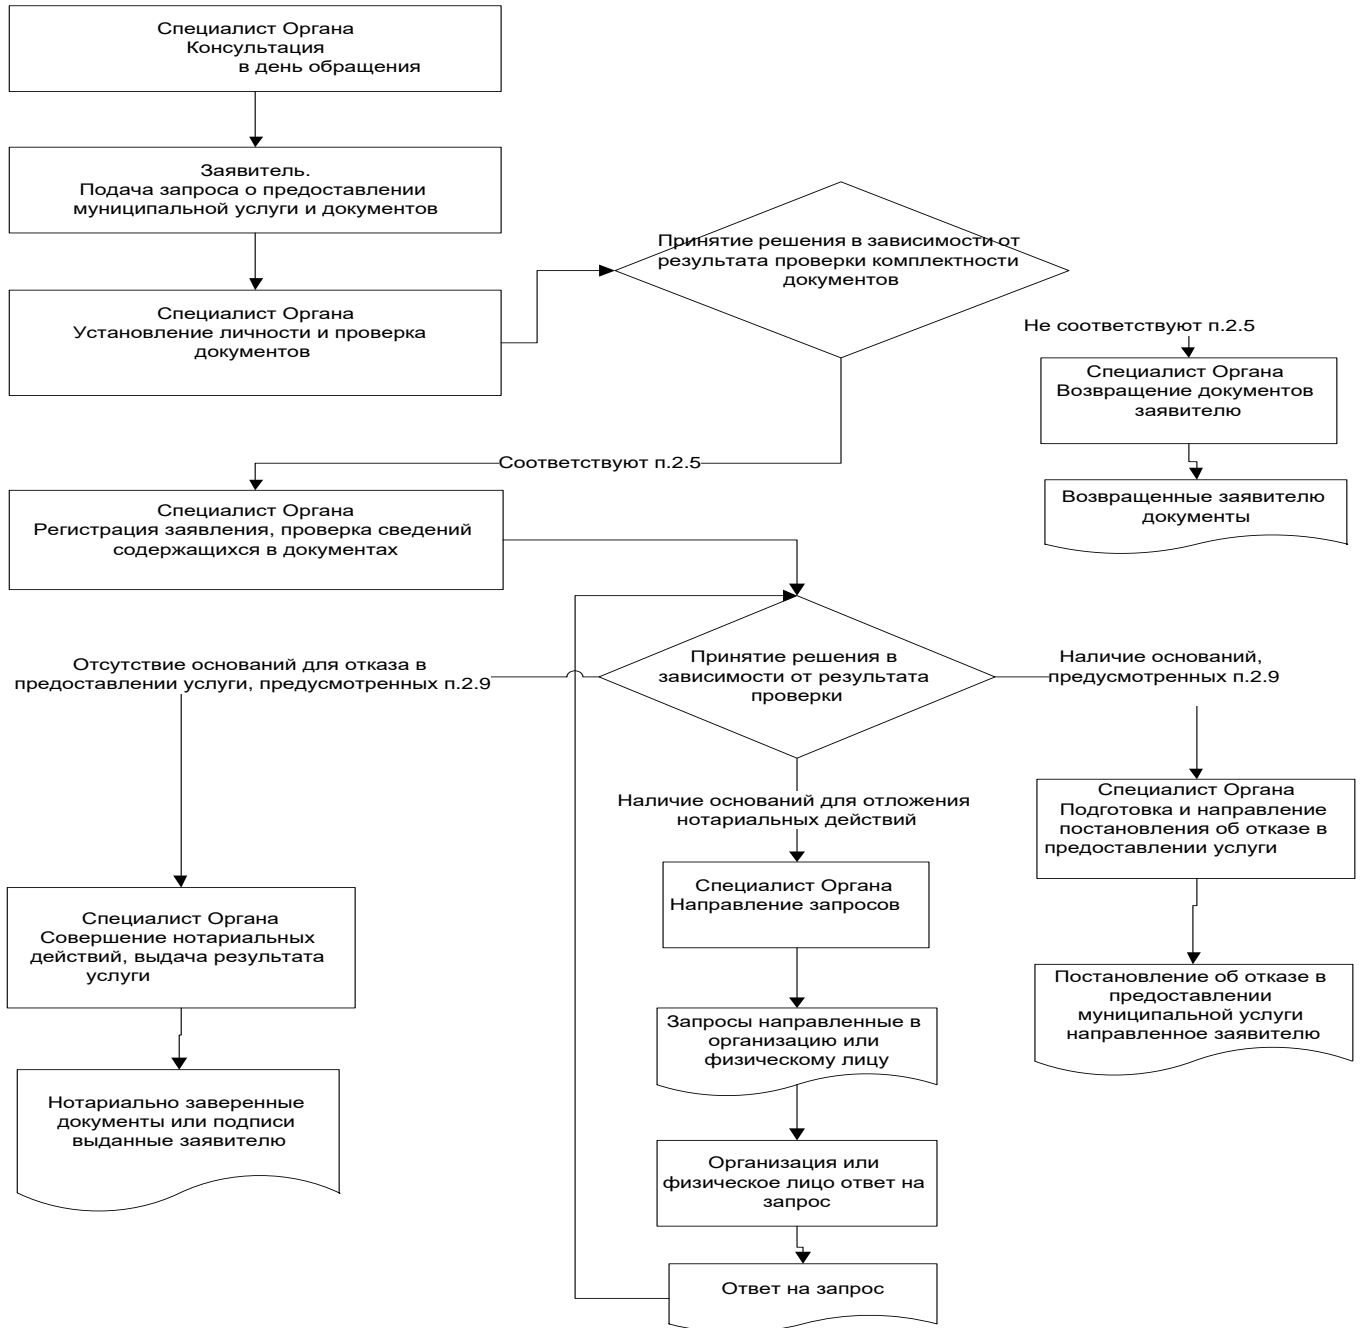 Специалист Органа
Консультация
в день обращения
Заявитель.
Подача запроса о предоставлении
муниципальной услуги и документов
Специалист Органа
Установление личности и проверка
документов
Принятие решения в зависимости от
результата проверки комплектности
документов
Не соответствуют п.2.5
Специалист Органа
Возвращение документов
заявителю
Возвращенные заявителю
документы
Соответствуют п.2.5
Специалист Органа
Регистрация заявления, проверка сведений
содержащихся в документах
Принятие решения в
зависимости от результата
проверки
Отсутствие оснований для отказа в
предоставлении услуги, предусмотренных п.2.9
Наличие оснований,
предусмотренных п.2.9
Наличие оснований для отложения
нотариальных действий
Специалист Органа
Подготовка и направление
постановления об отказе в
предоставлении услуги
Специалист Органа
Направление запросов
Специалист Органа
Совершение нотариальных
действий, выдача результата
услуги
Постановление об отказе в
предоставлении
муниципальной услуги
направленное заявителю
Запросы направленные в
организацию или
физическому лицу
Нотариально заверенные
документы или подписи
выданные заявителю
Организация или
физическое лицо ответ на
запрос
Ответ на запрос